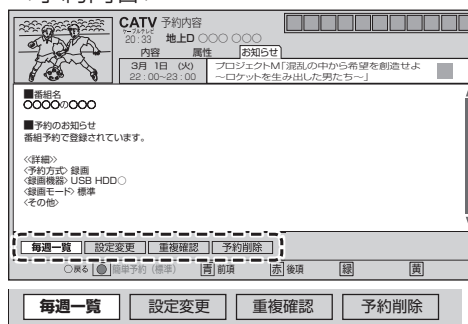 CATV 予約内容
ケーブルテレビ
20:33 地上D ○○○ ○○○
内容 属性 お知らせ
3月 1日 (火) プロジェクトM「混乱の中から希望を創造せよ
22:00~23:00 ~ロケットを生み出した男たち~」
■番組名
○○○○の○○○
■予約のお知らせ
番組予約で登録されています。
《詳細》
〈予約方式〉 録画
〈録画機器〉 USB HDD○
〈録画モード〉 標準
〈その他〉
毎週一覧 設定変更 重複確認 予約削除
○戻る 簡単予約 (標準) 青 前項 赤 後項 緑 黄
毎週一覧 設定変更 重複確認 予約削除